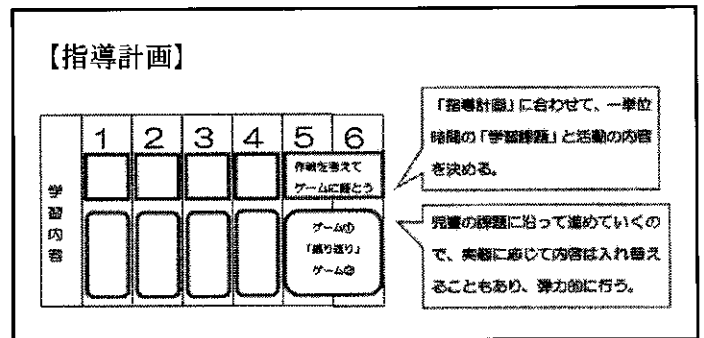 【指導計画】
1 2 3 4 5 6
学習内容
作戦を考えて
ゲームに勝とう
ゲーム①
「振り返り」
ゲーム②
「指導計画」に合わせて、一単位
時間の「学習課題」と活動の内容
を決める。
児童の課題に沿って進めていくの
で、実態に応じて内容は入れ替え
ることもあり、弾力的に行う。